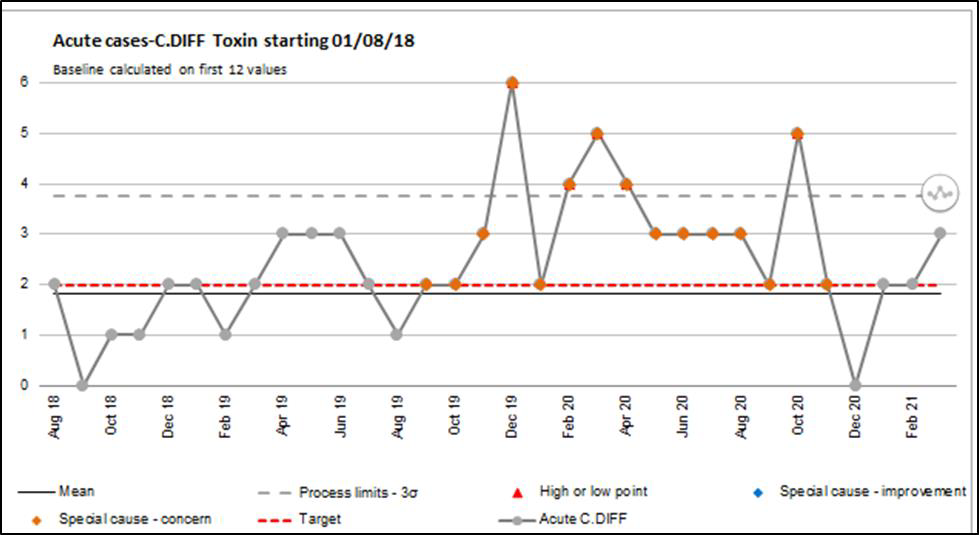 Acute cases-C.DIFF Toxin starting 01/08/18
Baseline calculated on first 12 values
6
5
4
3
2
1
0
Aug 18 Oct 18 Dec 18 Feb 19 Apr 19 Jun 19 Aug 19 Oct 19 Dec 19 Feb 20 Apr 20 Jun 20 Aug 20 Oct 20 Dec 20 Feb 21
Mean Process limits - 3σ High or low point Special cause - improvement
Special cause - concern Target Acute C.DIFF